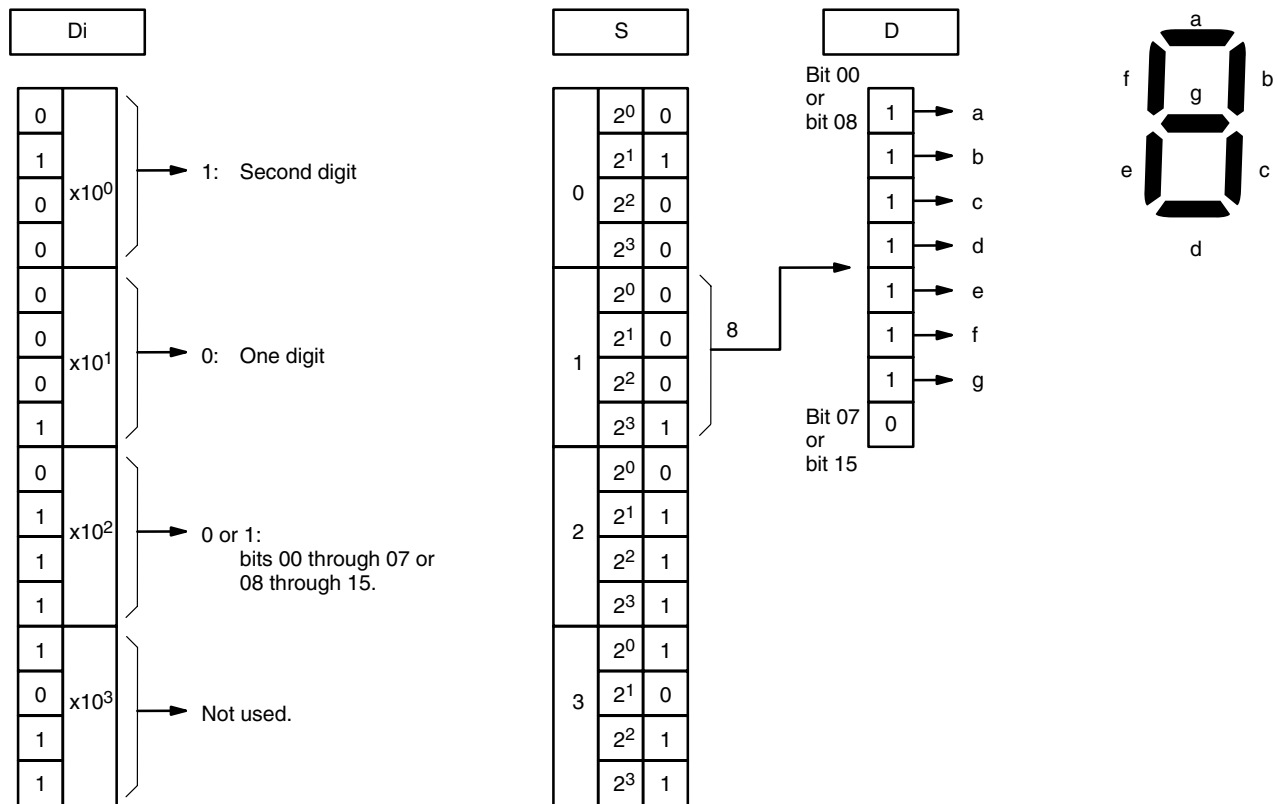 Di
0
1
0
0
x10⁰
1: Second digit
0
0
0
1
x10¹
0: One digit
0
1
1
1
x10²
0 or 1:
bits 00 through 07 or
08 through 15.
1
0
1
1
x10³
Not used.
S
0
2⁰ 0
2¹ 1
2² 0
2³ 0
1
2⁰ 0
2¹ 0
2² 0
2³ 1
8
2
2⁰ 0
2¹ 1
2² 1
2³ 1
3
2⁰ 1
2¹ 0
2² 1
2³ 1
D
Bit 00
or
bit 08
1 a
1 b
1 c
1 d
1 e
1 f
1 g
0
Bit 07
or
bit 15
a
f b
g
e c
d